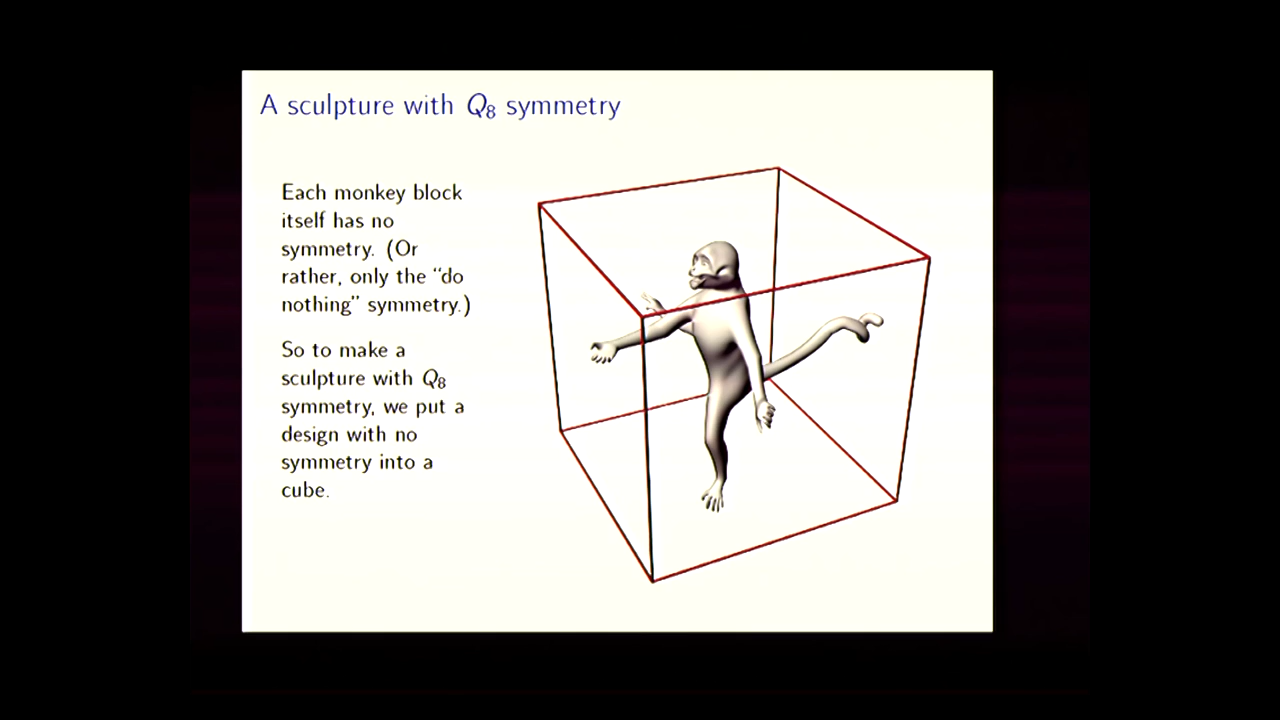 A sculpture with Q8 symmetry
Each monkey block
itself has no
symmetry. (Or
rather, only the “do
nothing” symmetry.)
So to make a
sculpture with Q8
symmetry, we put a
design with no
symmetry into a
cube.